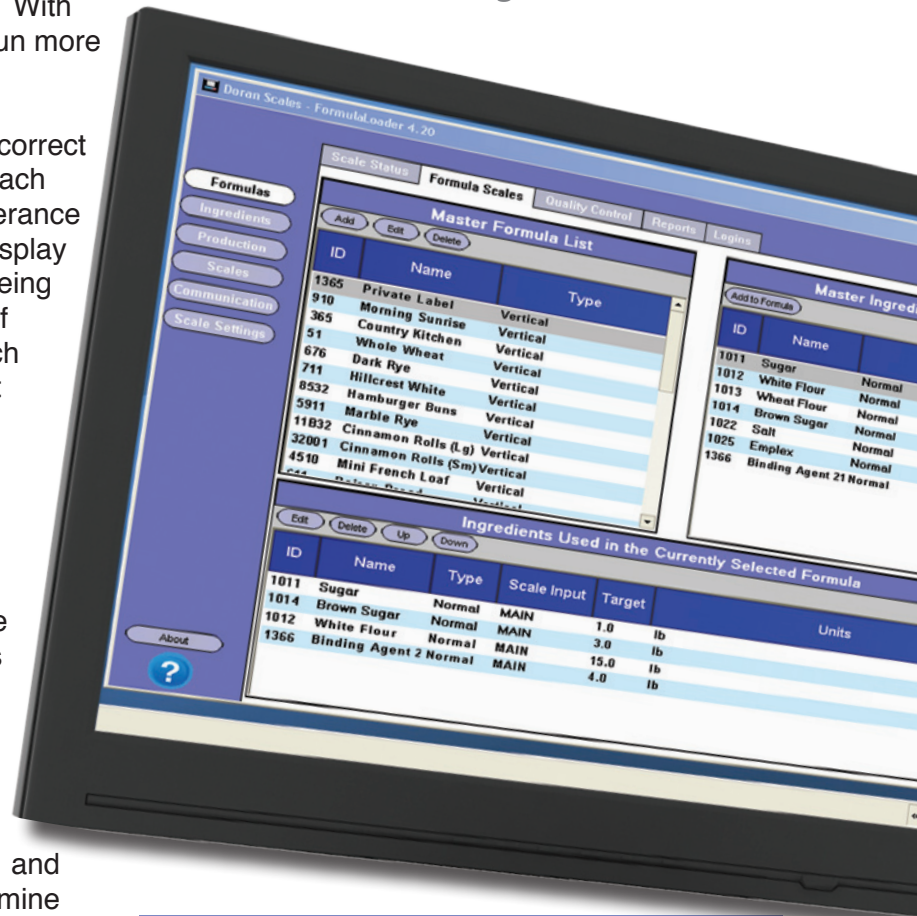 With
un more
correct
ach
erance
isplay
eing
f
ch
and
mine
Doran Scales - FormulaLoader 4.20
Scale Status
Formula Scales
Quality Control
Reports
Logins
Formulas
Ingredients
Production
Scales
Communication
Scale Settings
About
?
Master Formula List
Add Edit Delete
ID Name Type
1365 Private Label Vertical
910 Morning Sunrise Vertical
365 Country Kitchen Vertical
51 Whole Wheat Vertical
676 Dark Rye Vertical
711 Hillcrest White Vertical
8532 Hamburger Buns Vertical
5911 Marble Rye Vertical
11832 Cinnamon Rolls (Lg) Vertical
32001 Cinnamon Rolls (Sm) Vertical
4510 Mini French Loaf Vertical
Master Ingredi
Add to Formula
ID Name
1011 Sugar Normal
1012 White Flour Normal
1013 Wheat Flour Normal
1014 Brown Sugar Normal
1022 Salt Normal
1025 Emplex Normal
1366 Binding Agent 21 Normal
Ingredients Used in the Currently Selected Formula
Edit Delete Up Down
ID Name Type Scale Input Target Units
1011 Sugar Normal MAIN 1.0 lb
1014 Brown Sugar Normal MAIN 3.0 lb
1012 White Flour Normal MAIN 15.0 lb
1366 Binding Agent 2 Normal MAIN 4.0 lb